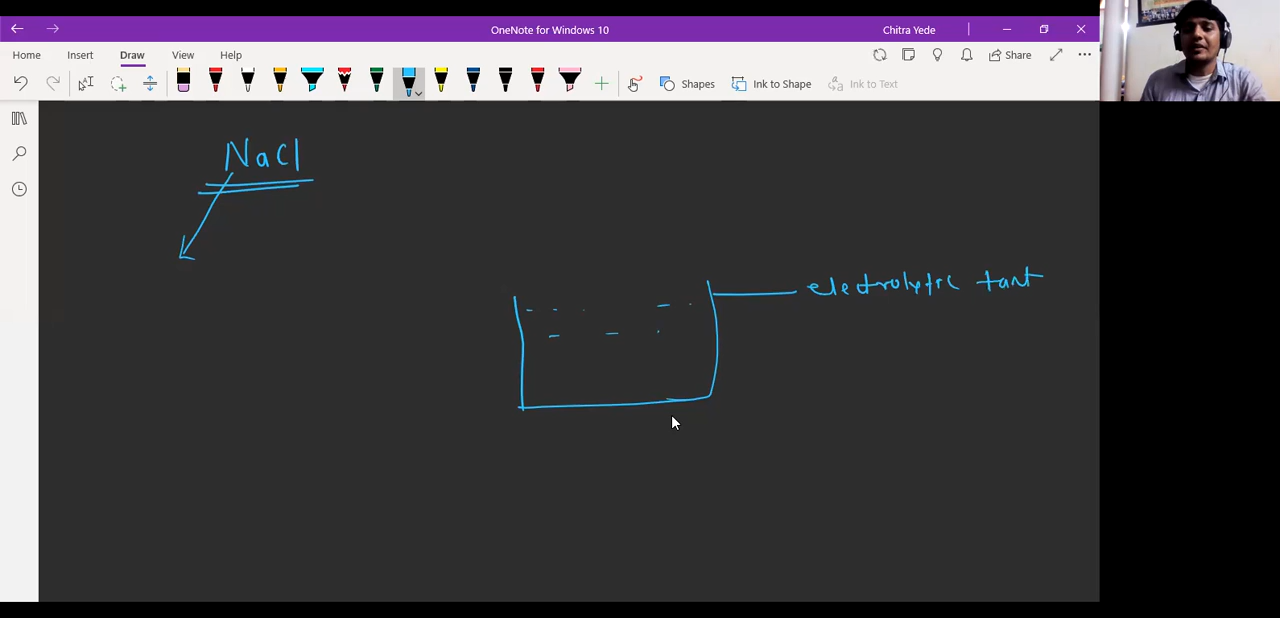 OneNote for Windows 10
Chitra Yede
Home Insert Draw View Help
Share
Shapes
Ink to Shape
Ink to Text
NaCl
electrolytic tant